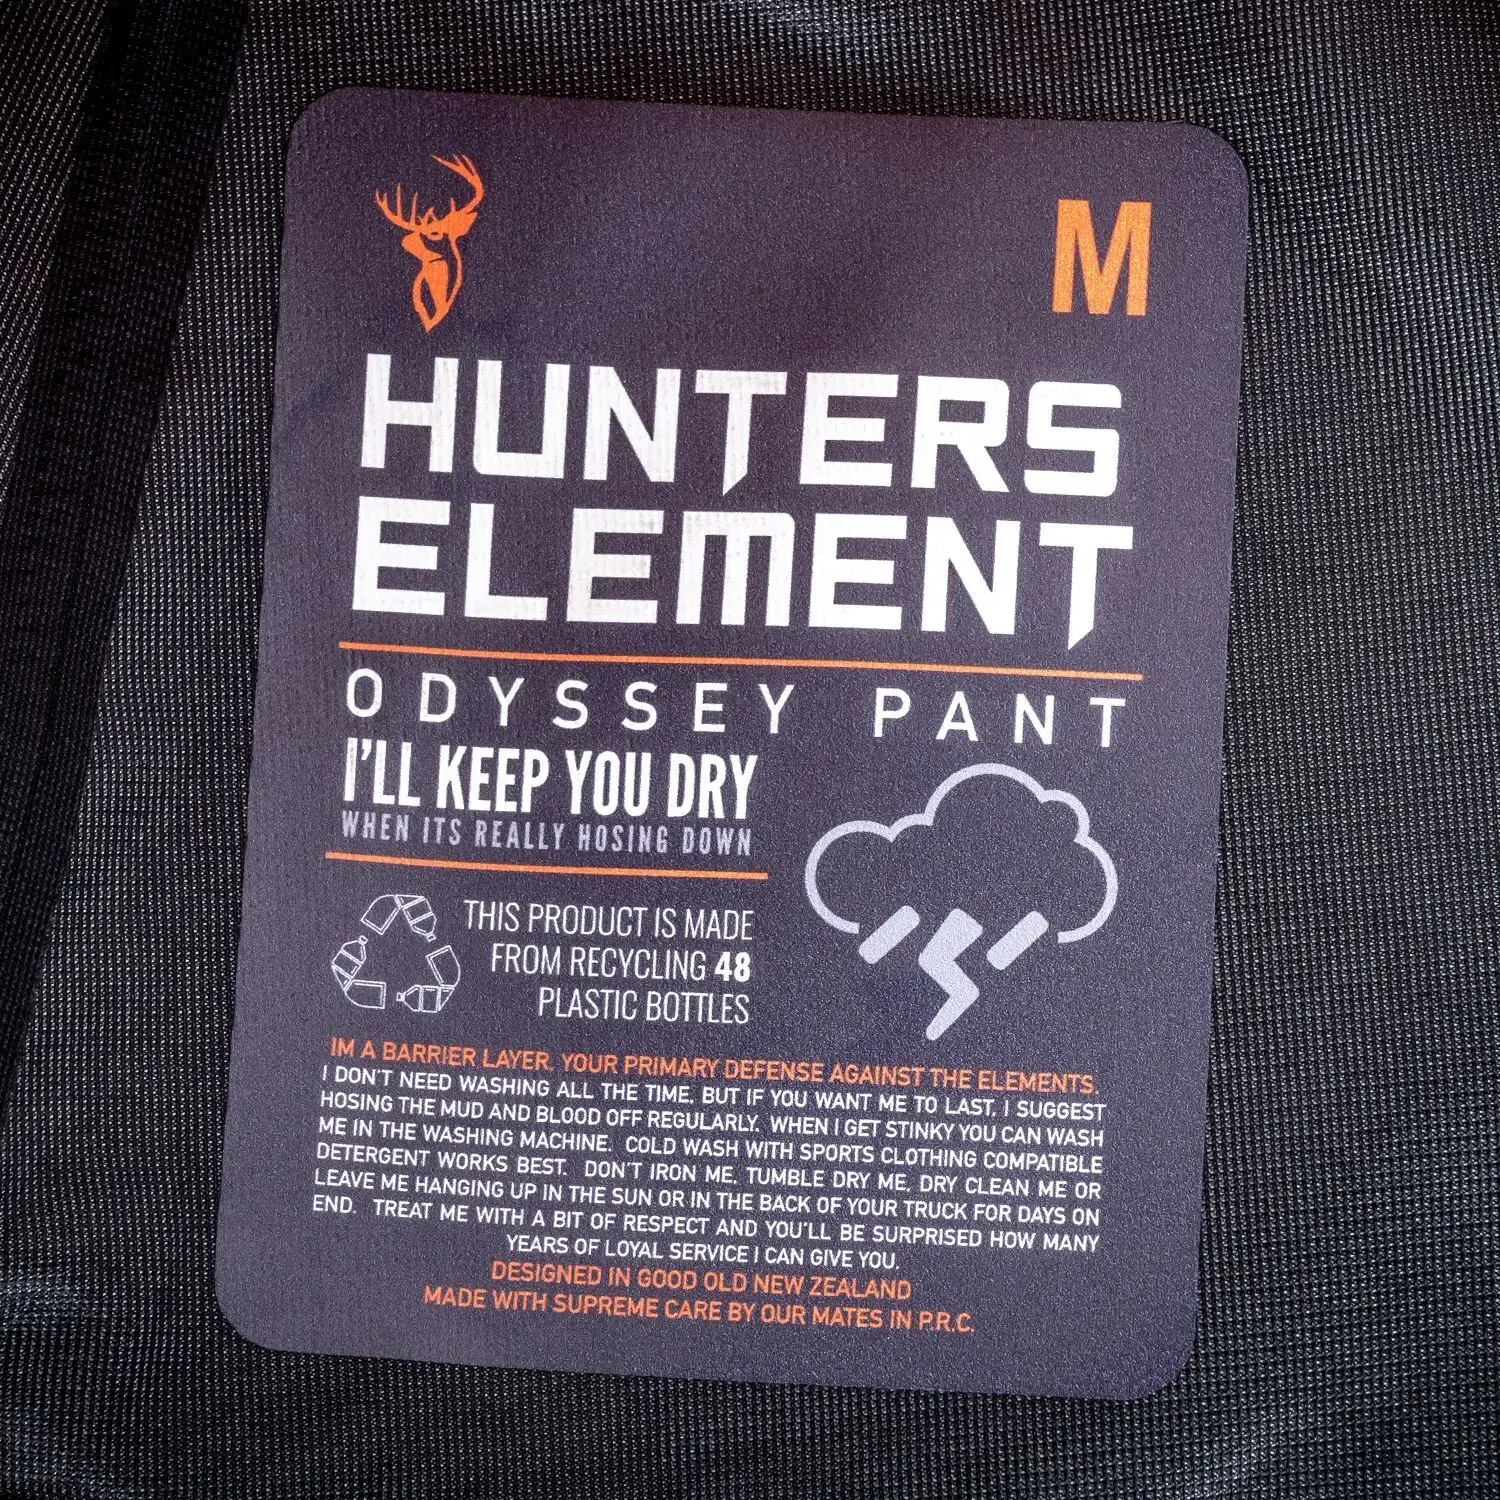 M
HUNTERS
ELEMENT
ODYSSEY PANT
I'LL KEEP YOU DRY
WHEN ITS REALLY HOSING DOWN
THIS PRODUCT IS MADE
FROM RECYCLING 48
PLASTIC BOTTLES
IM A BARRIER LAYER. YOUR PRIMARY DEFENSE AGAINST THE ELEMENTS.
I DON'T NEED WASHING ALL THE TIME. BUT IF YOU WANT ME TO LAST. I SUGGEST
HOSING THE MUD AND BLOOD OFF REGULARLY. WHEN I GET STINKY YOU CAN WASH
ME IN THE WASHING MACHINE. COLD WASH WITH SPORTS CLOTHING COMPATIBLE
DETERGENT WORKS BEST. DON'T IRON ME. TUMBLE DRY ME. DRY CLEAN ME OR
LEAVE ME HANGING UP IN THE SUN OR IN THE BACK OF YOUR TRUCK FOR DAYS ON
END. TREAT ME WITH A BIT OF RESPECT AND YOU'LL BE SURPRISED HOW MANY
YEARS OF LOYAL SERVICE I CAN GIVE YOU.
DESIGNED IN GOOD OLD NEW ZEALAND
MADE WITH SUPREME CARE BY OUR MATES IN P.R.C.